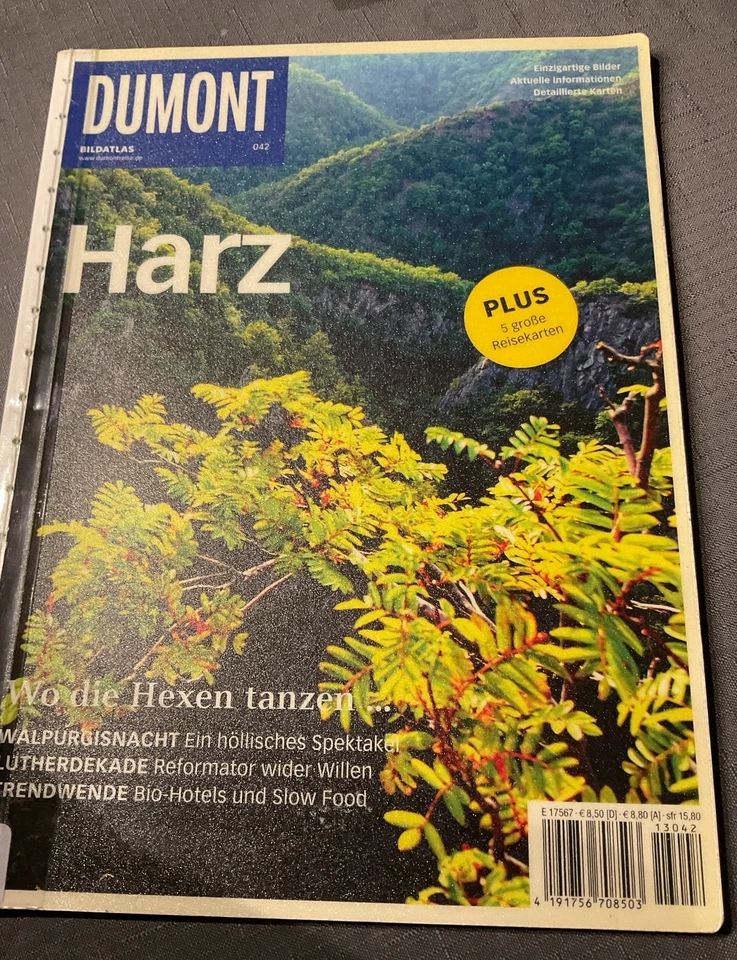 DUMONT
BILDATLAS
042
www.dumontreise.de
Einzigartige Bilder
Aktuelle Informationen
Detaillierte Karten
Harz
PLUS
5 große
Reisekarten
Wo die Hexen tanzen ...
WALPURGISNACHT Ein höllisches Spektakel
LUTHERDEKADE Reformator wider Willen
TRENDWENDE Bio-Hotels und Slow Food
E 17567 · € 8,50 [D] · € 8,80 [A] · sfr 15,80
13042
4 191756 708503